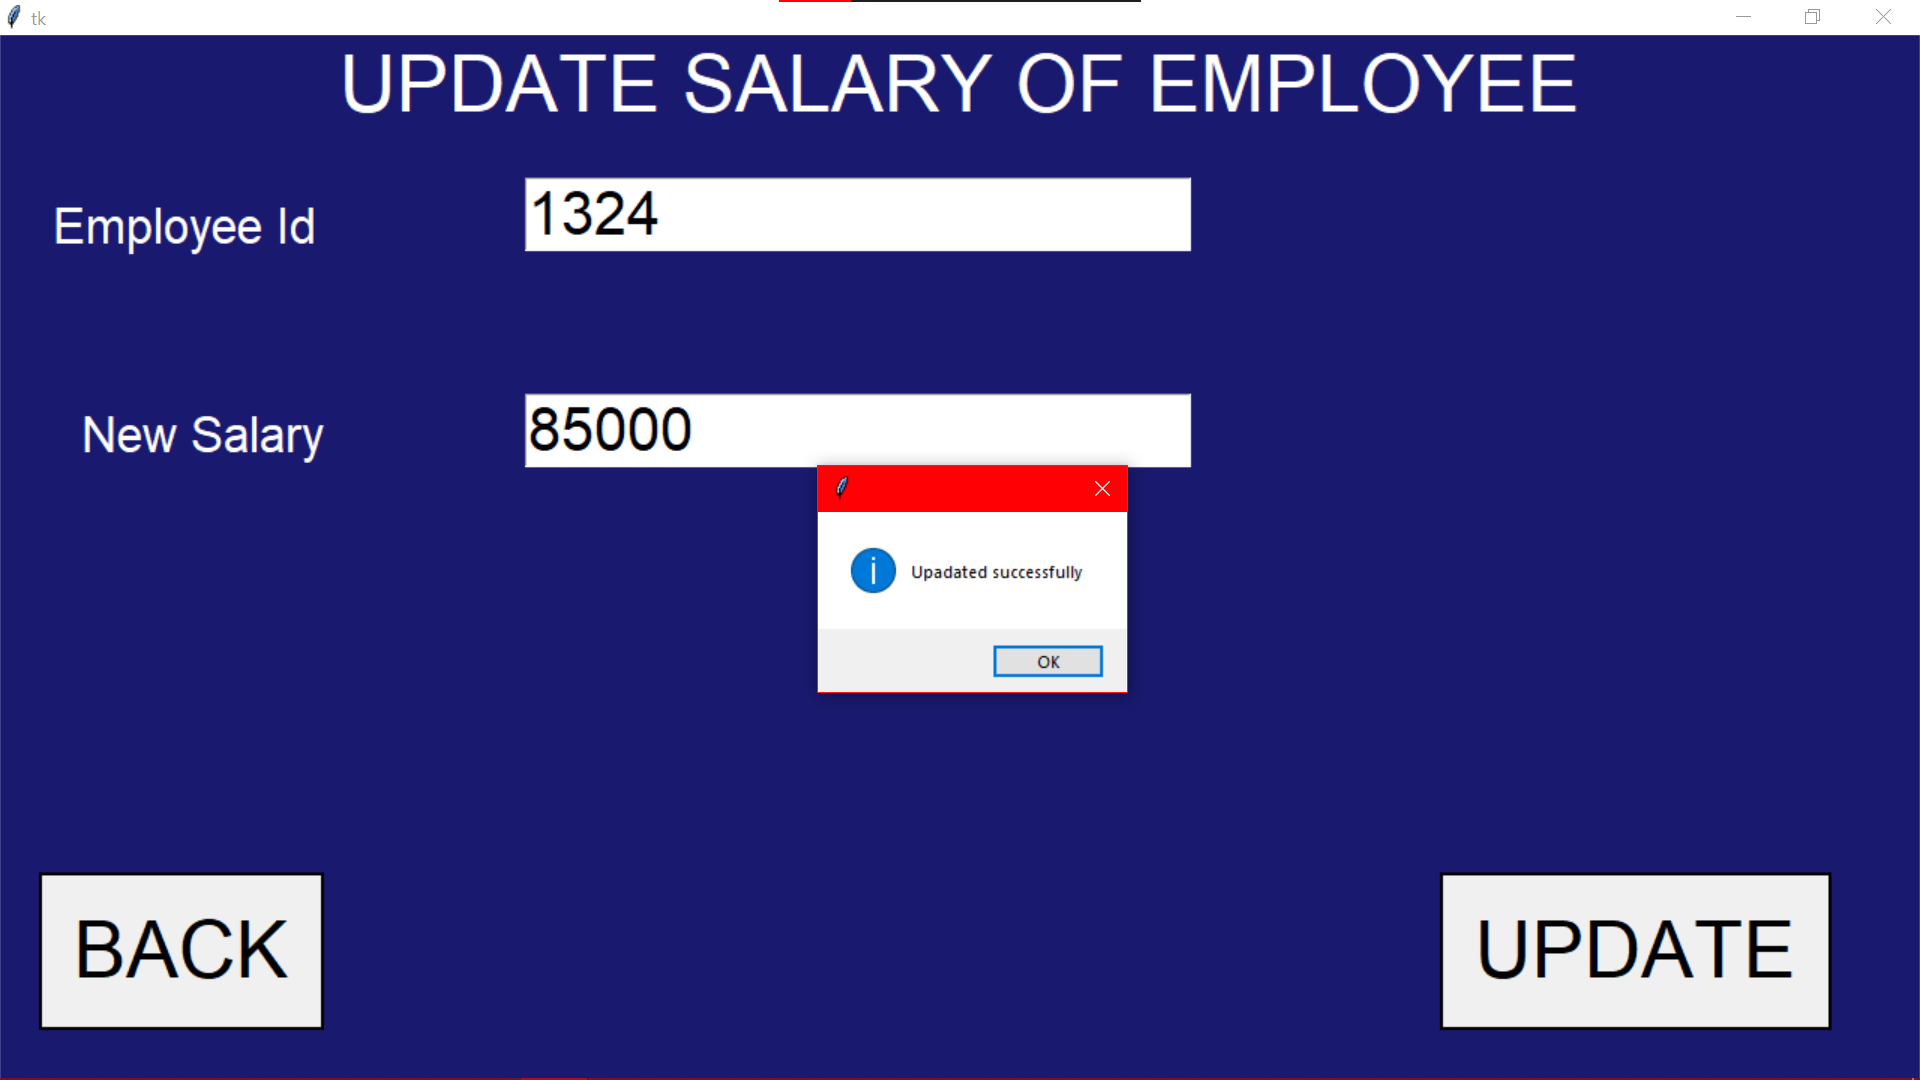 tk
UPDATE SALARY OF EMPLOYEE
Employee Id
1324
New Salary
85000
i
Upadated successfully
OK
BACK
UPDATE